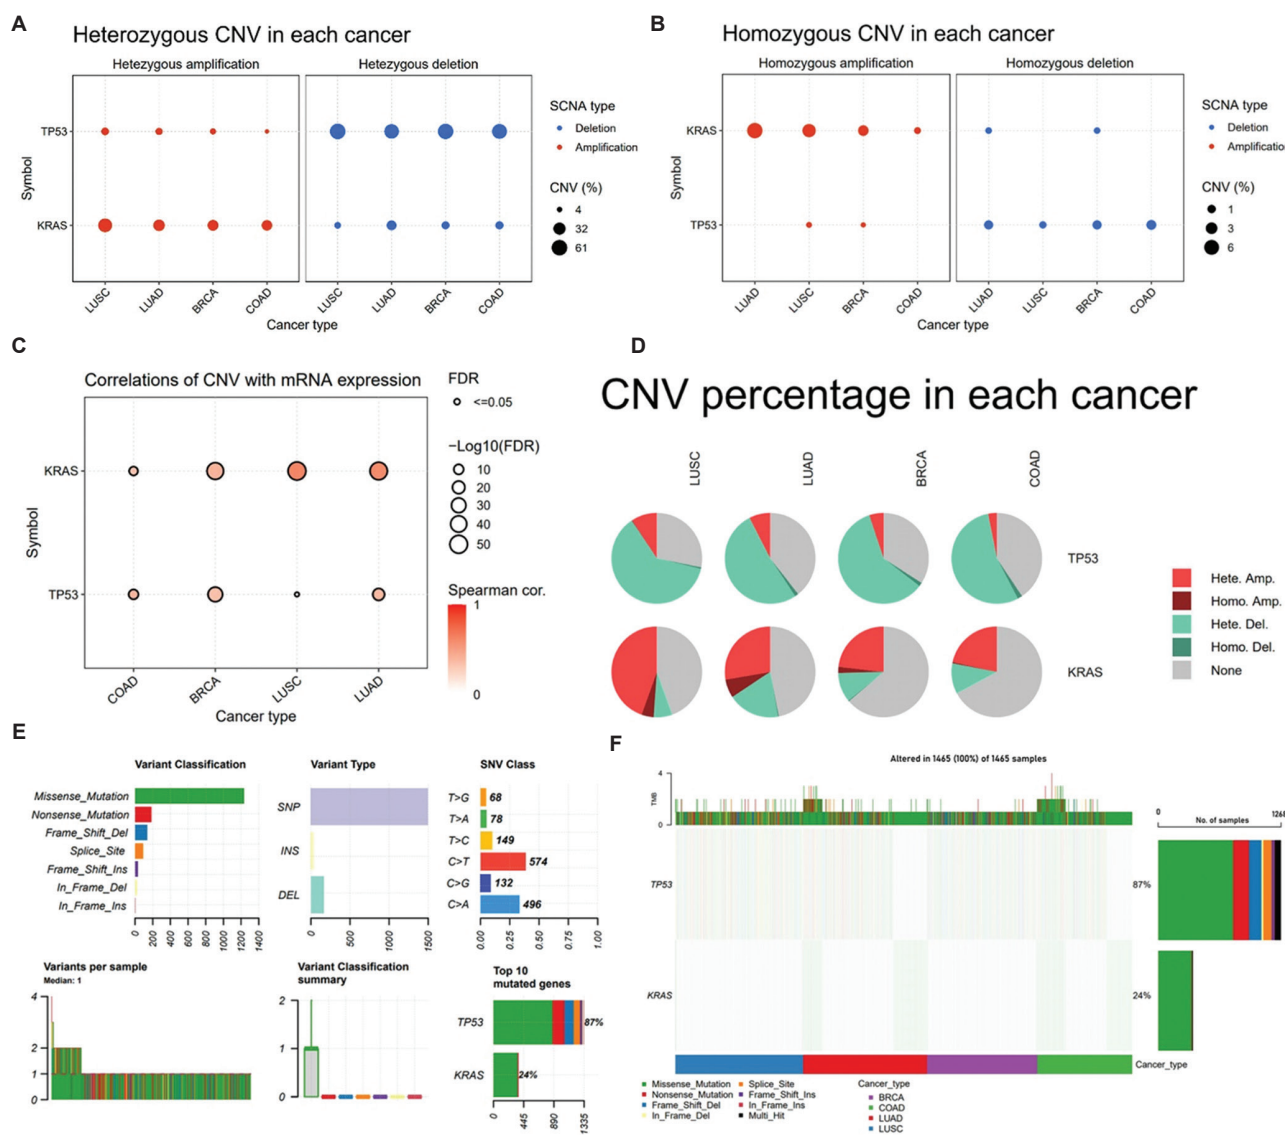 A
Heterozygous CNV in each cancer
Hetezygous amplification
Hetezygous deletion
Symbol
TP53
KRAS
LUSC
LUAD
BRCA
COAD
LUSC
LUAD
BRCA
COAD
Cancer type
SCNA type
Deletion
Amplification
CNV (%)
4
32
61
B
Homozygous CNV in each cancer
Homozygous amplification
Homozygous deletion
Symbol
KRAS
TP53
LUAD
LUSC
BRCA
COAD
LUAD
LUSC
BRCA
COAD
Cancer type
SCNA type
Deletion
Amplificatio
CNV (%)
1
3
6
C
Correlations of CNV with mRNA expression
Symbol
KRAS
TP53
COAD
BRCA
LUSC
LUAD
Cancer type
FDR
<=0.05
−Log10(FDR)
10
20
30
40
50
Spearman cor.
1
0
D
CNV percentage in each cancer
LUSC
LUAD
BRCA
COAD
TP53
KRAS
Hete. Amp.
Homo. Amp.
Hete. Del.
Homo. Del.
None
E
Variant Classification
Missense_Mutation
Nonsense_Mutation
Frame_Shift_Del
Splice_Site
Frame_Shift_Ins
In_Frame_Del
In_Frame_Ins
0
200
400
600
800
1000
1200
1400
Variant Type
SNP
INS
DEL
0
500
1000
1500
SNV Class
T>G 68
T>A 78
T>C 149
C>T 574
C>G 132
C>A 496
0.00
0.25
0.50
0.75
1.00
Variants per sample
Median: 1
4
3
2
1
0
Variant Classification
summary
2
1
0
Top 10
mutated genes
TP53 87%
KRAS 24%
0
445
890
1335
F
Altered in 1465 (100%) of 1465 samples
TMB
4
0
0
No. of samples
1268
TP53
87%
KRAS
24%
Cancer_type
Missense_Mutation
Nonsense_Mutation
Frame_Shift_Del
In_Frame_Del
Splice_Site
Frame_Shift_Ins
In_Frame_Ins
Multi_Hit
Cancer_type
BRCA
COAD
LUAD
LUSC